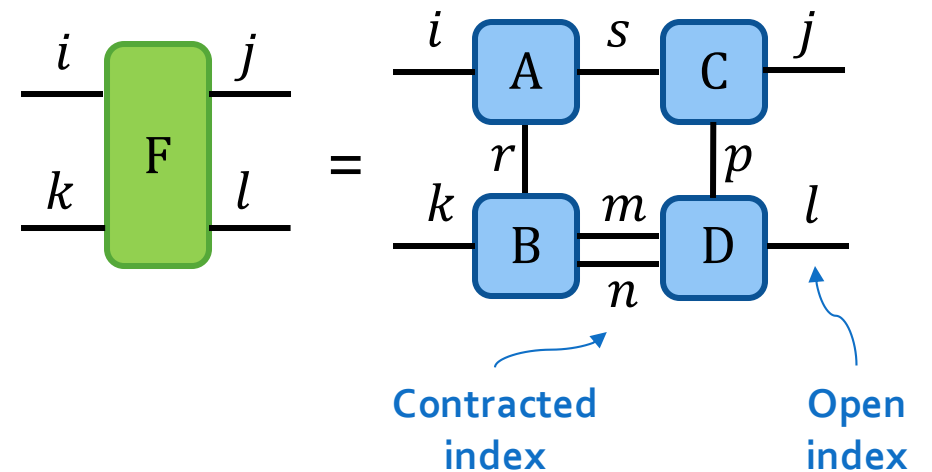 i j
F
k l
=
i A s C j
r p
k B m D l
n
Contracted
index
Open
index